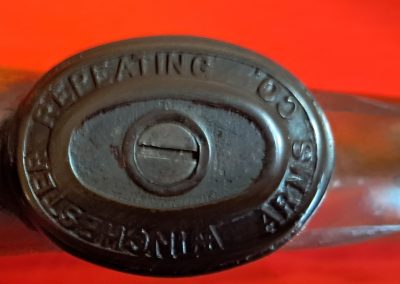 WINCHESTER REPEATING ARMS CO.